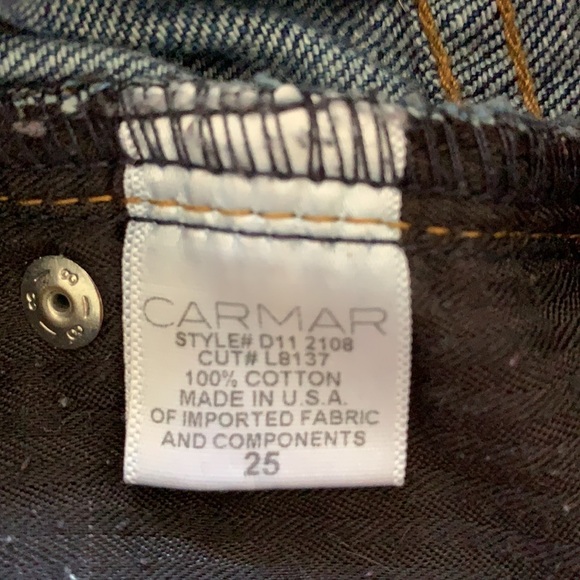 CARMAR
STYLE# D11 2108
CUT# L8137
100% COTTON
MADE IN U.S.A.
OF IMPORTED FABRIC
AND COMPONENTS
25